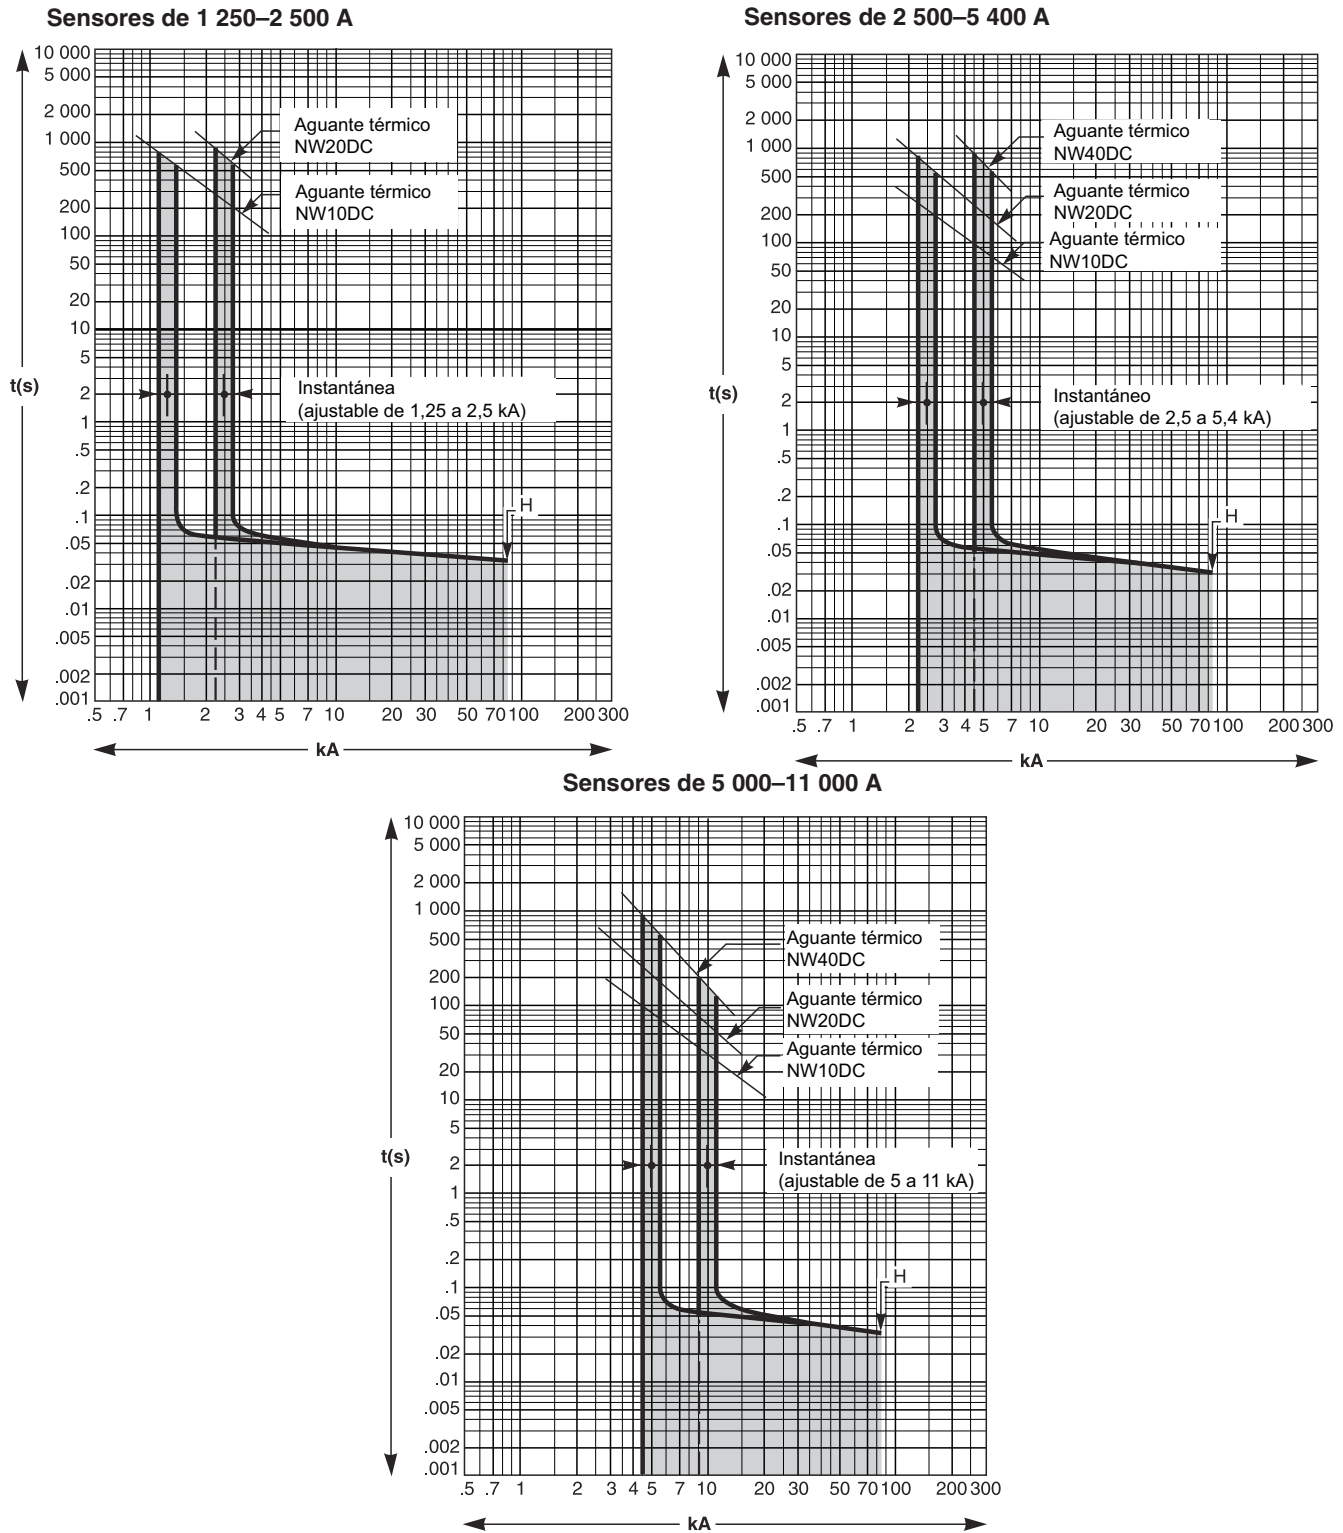 Sensores de 1 250–2 500 A
10 000
5 000
2 000
1 000
500
200
100
50
20
10
5
2
1
.5
.2
.1
.05
.02
.01
.005
.002
.001
t(s)
Aguante térmico
NW20DC
Aguante térmico
NW10DC
Instantánea
(ajustable de 1,25 a 2,5 kA)
H
.5 .7 1 2 3 4 5 10 20 30 50 70 100 200 300
kA
Sensores de 2 500–5 400 A
10 000
5 000
2 000
1 000
500
200
100
50
20
10
5
2
1
.5
.2
.1
.05
.02
.01
.005
.002
.001
t(s)
Aguante térmico
NW40DC
Aguante térmico
NW20DC
Aguante térmico
NW10DC
Instantáneo
(ajustable de 2,5 a 5,4 kA)
H
.5 .7 1 2 3 4 5 7 10 20 30 50 70 100 200 300
kA
Sensores de 5 000–11 000 A
10 000
5 000
2 000
1 000
500
200
100
50
20
10
5
2
1
.5
.2
.1
.05
.02
.01
.005
.002
.001
t(s)
Aguante térmico
NW40DC
Aguante térmico
NW20DC
Aguante térmico
NW10DC
Instantánea
(ajustable de 5 a 11 kA)
H
.5 .7 1 2 3 4 5 7 10 20 30 50 70 100 200 300
kA